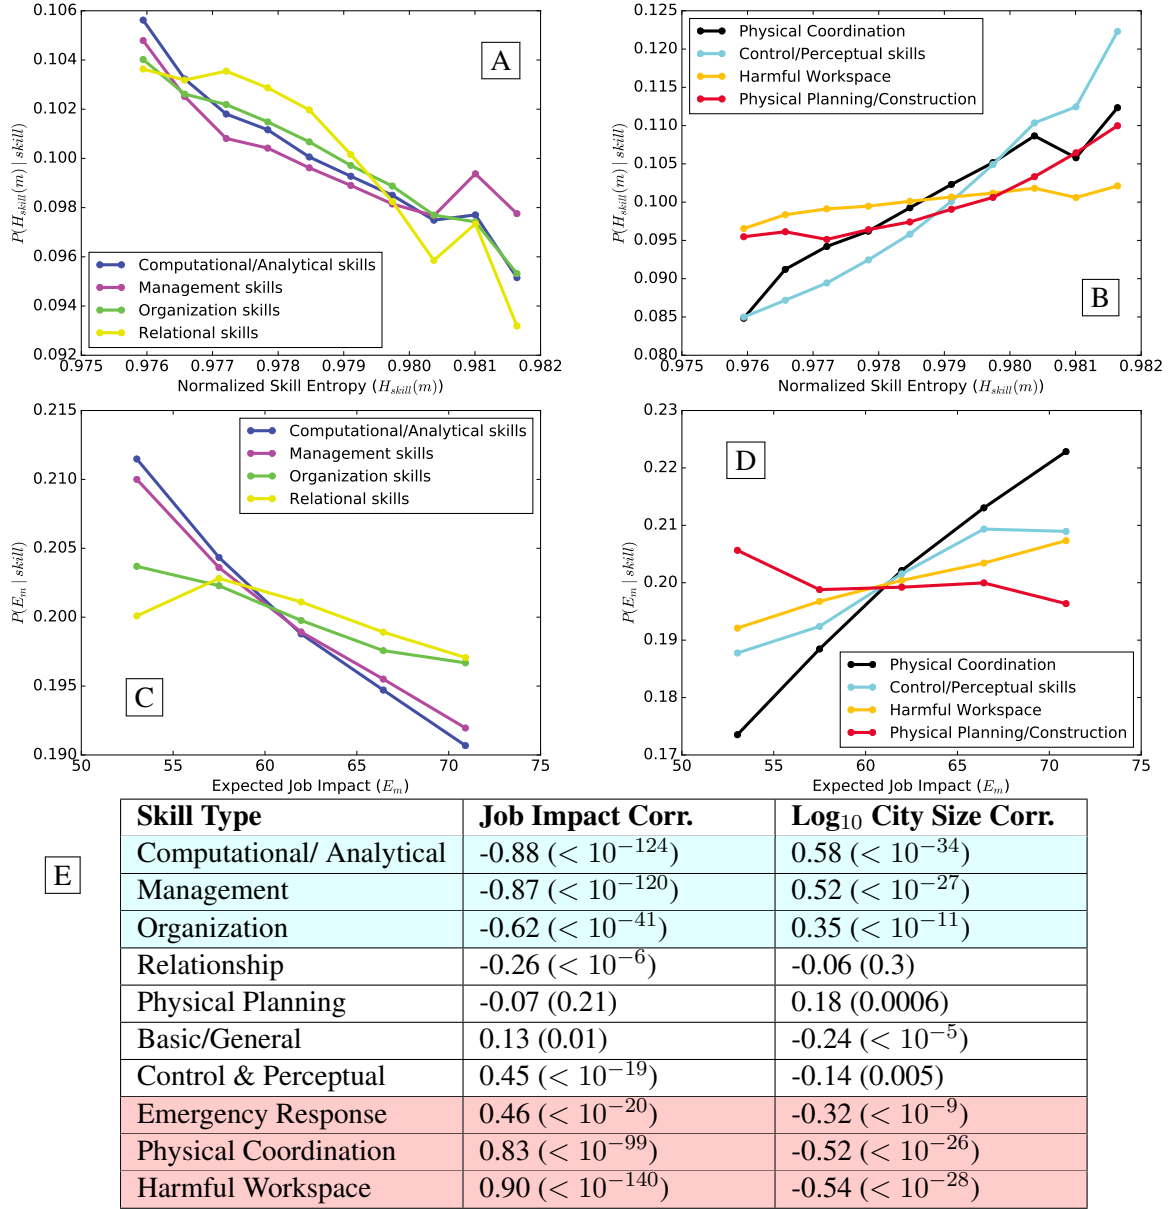 0.106
0.104
0.102
0.100
0.098
0.096
0.094
0.092
P(H_skill(m) | skill)
A
Computational/Analytical skills
Management skills
Organization skills
Relational skills
0.975 0.976 0.977 0.978 0.979 0.980 0.981 0.982
Normalized Skill Entropy (H_skill(m))
0.125
0.120
0.115
0.110
0.105
0.100
0.095
0.090
0.085
0.080
P(H_skill(m) | skill)
Physical Coordination
Control/Perceptual skills
Harmful Workspace
Physical Planning/Construction
B
0.975 0.976 0.977 0.978 0.979 0.980 0.981 0.982
Normalized Skill Entropy (H_skill(m))
0.215
0.210
0.205
0.200
0.195
0.190
P(E_m | skill)
Computational/Analytical skills
Management skills
Organization skills
Relational skills
C
50 55 60 65 70 75
Expected Job Impact (E_m)
0.23
0.22
0.21
0.20
0.19
0.18
0.17
P(E_m | skill)
D
Physical Coordination
Control/Perceptual skills
Harmful Workspace
Physical Planning/Construction
50 55 60 65 70 75
Expected Job Impact (E_m)
E
Skill Type Job Impact Corr. Log₁₀ City Size Corr.
Computational/ Analytical -0.88 (< 10⁻¹²⁴) 0.58 (< 10⁻³⁴)
Management -0.87 (< 10⁻¹²⁰) 0.52 (< 10⁻²⁷)
Organization -0.62 (< 10⁻⁴¹) 0.35 (< 10⁻¹¹)
Relationship -0.26 (< 10⁻⁶) -0.06 (0.3)
Physical Planning -0.07 (0.21) 0.18 (0.0006)
Basic/General 0.13 (0.01) -0.24 (< 10⁻⁵)
Control & Perceptual 0.45 (< 10⁻¹⁹) -0.14 (0.005)
Emergency Response 0.46 (< 10⁻²⁰) -0.32 (< 10⁻⁹)
Physical Coordination 0.83 (< 10⁻⁹⁹) -0.52 (< 10⁻²⁶)
Harmful Workspace 0.90 (< 10⁻¹⁴⁰) -0.54 (< 10⁻²⁸)